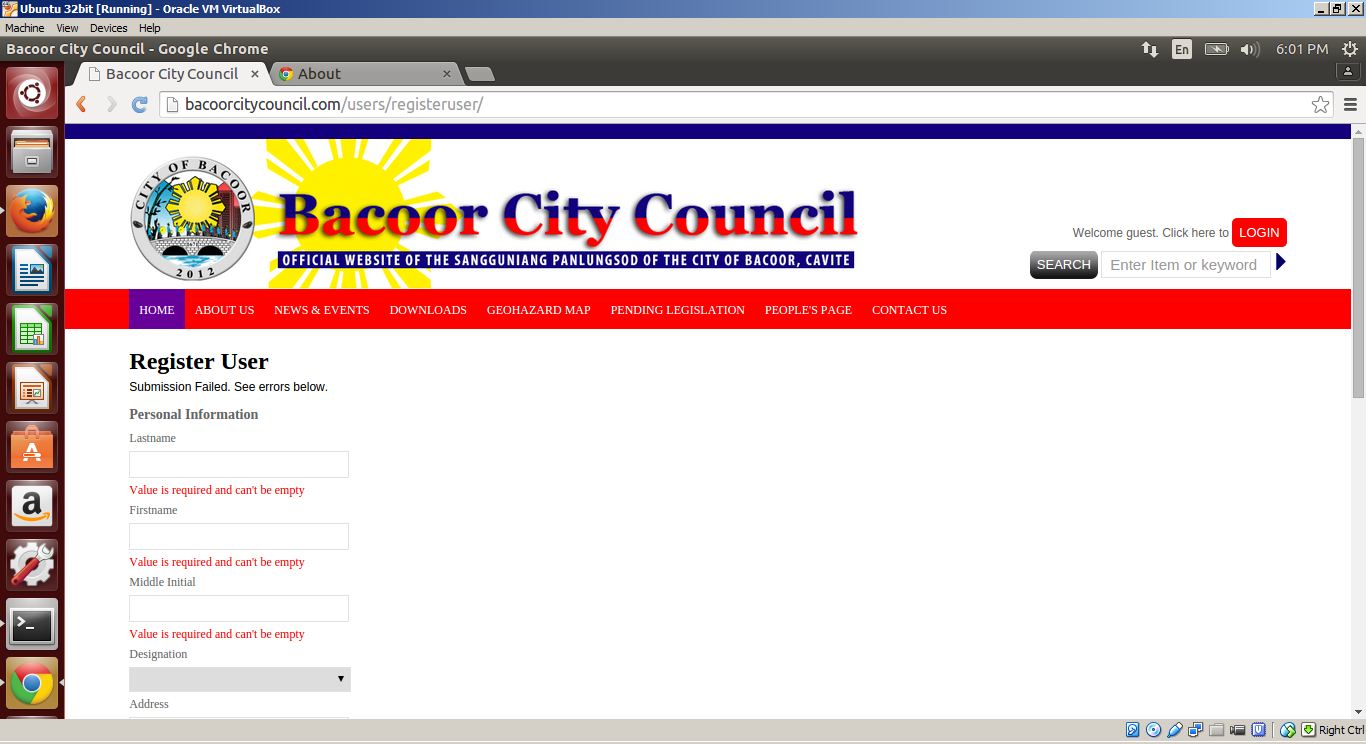 Ubuntu 32bit [Running] - Oracle VM VirtualBox
Machine View Devices Help
Bacoor City Council - Google Chrome
En
6:01 PM
Bacoor City Council
About
bacoorcitycouncil.com/users/registeruser/
CITY OF BACOOR
2012
Bacoor City Council
OFFICIAL WEBSITE OF THE SANGGUNIANG PANLUNGSOD OF THE CITY OF BACOOR, CAVITE
Welcome guest. Click here to LOGIN
SEARCH Enter Item or keyword
HOME ABOUT US NEWS & EVENTS DOWNLOADS GEOHAZARD MAP PENDING LEGISLATION PEOPLE'S PAGE CONTACT US
Register User
Submission Failed. See errors below.
Personal Information
Lastname
Value is required and can't be empty
Firstname
Value is required and can't be empty
Middle Initial
Value is required and can't be empty
Designation
Address
Right Ctrl